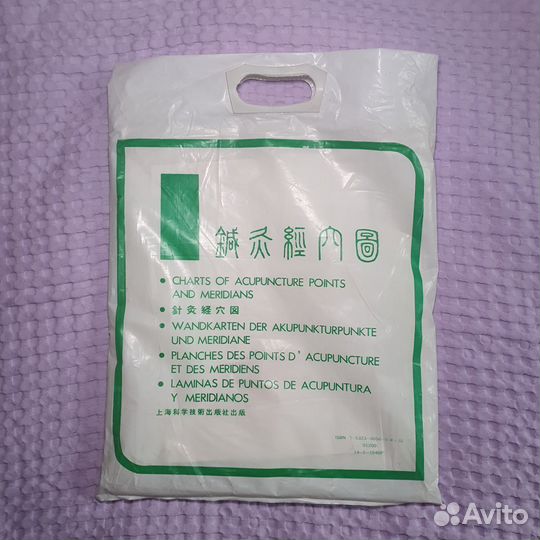 鍼灸經穴圖
• CHARTS OF ACUPUNCTURE POINTS
AND MERIDIANS
• 針灸経穴図
• WANDKARTEN DER AKUPUNKTURPUNKTE
UND MERIDIANE
• PLANCHES DES POINTS D' ACUPUNCTURE
ET DES MERIDIENS
• LAMINAS DE PUNTOS DE ACUPUNTURA
Y MERIDIANOS
上海科学技術出版社出版
ISBN
Avito